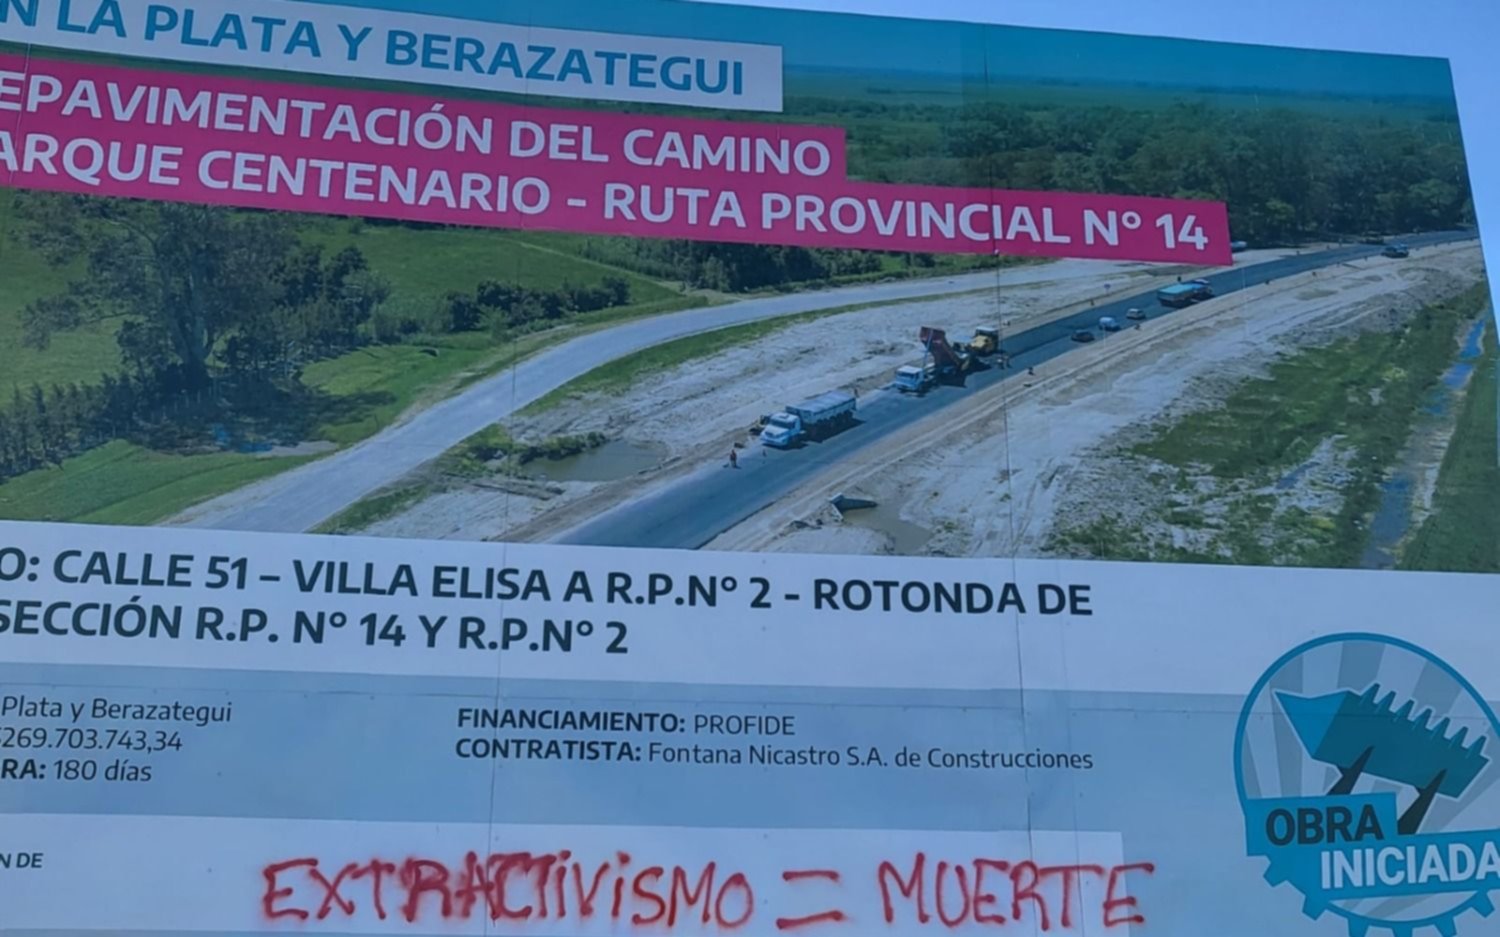 N LA PLATA Y BERAZATEGUI
EPAVIMENTACIÓN DEL CAMINO
ARQUE CENTENARIO - RUTA PROVINCIAL N° 14
O: CALLE 51 – VILLA ELISA A R.P.N° 2 - ROTONDA DE
SECCIÓN R.P. N° 14 Y R.P.N° 2
Plata y Berazategui
269.703.743,34
RA: 180 días
FINANCIAMIENTO: PROFIDE
CONTRATISTA: Fontana Nicastro S.A. de Construcciones
OBRA
INICIADA
N DE
EXTRACTIVISMO = MUERTE